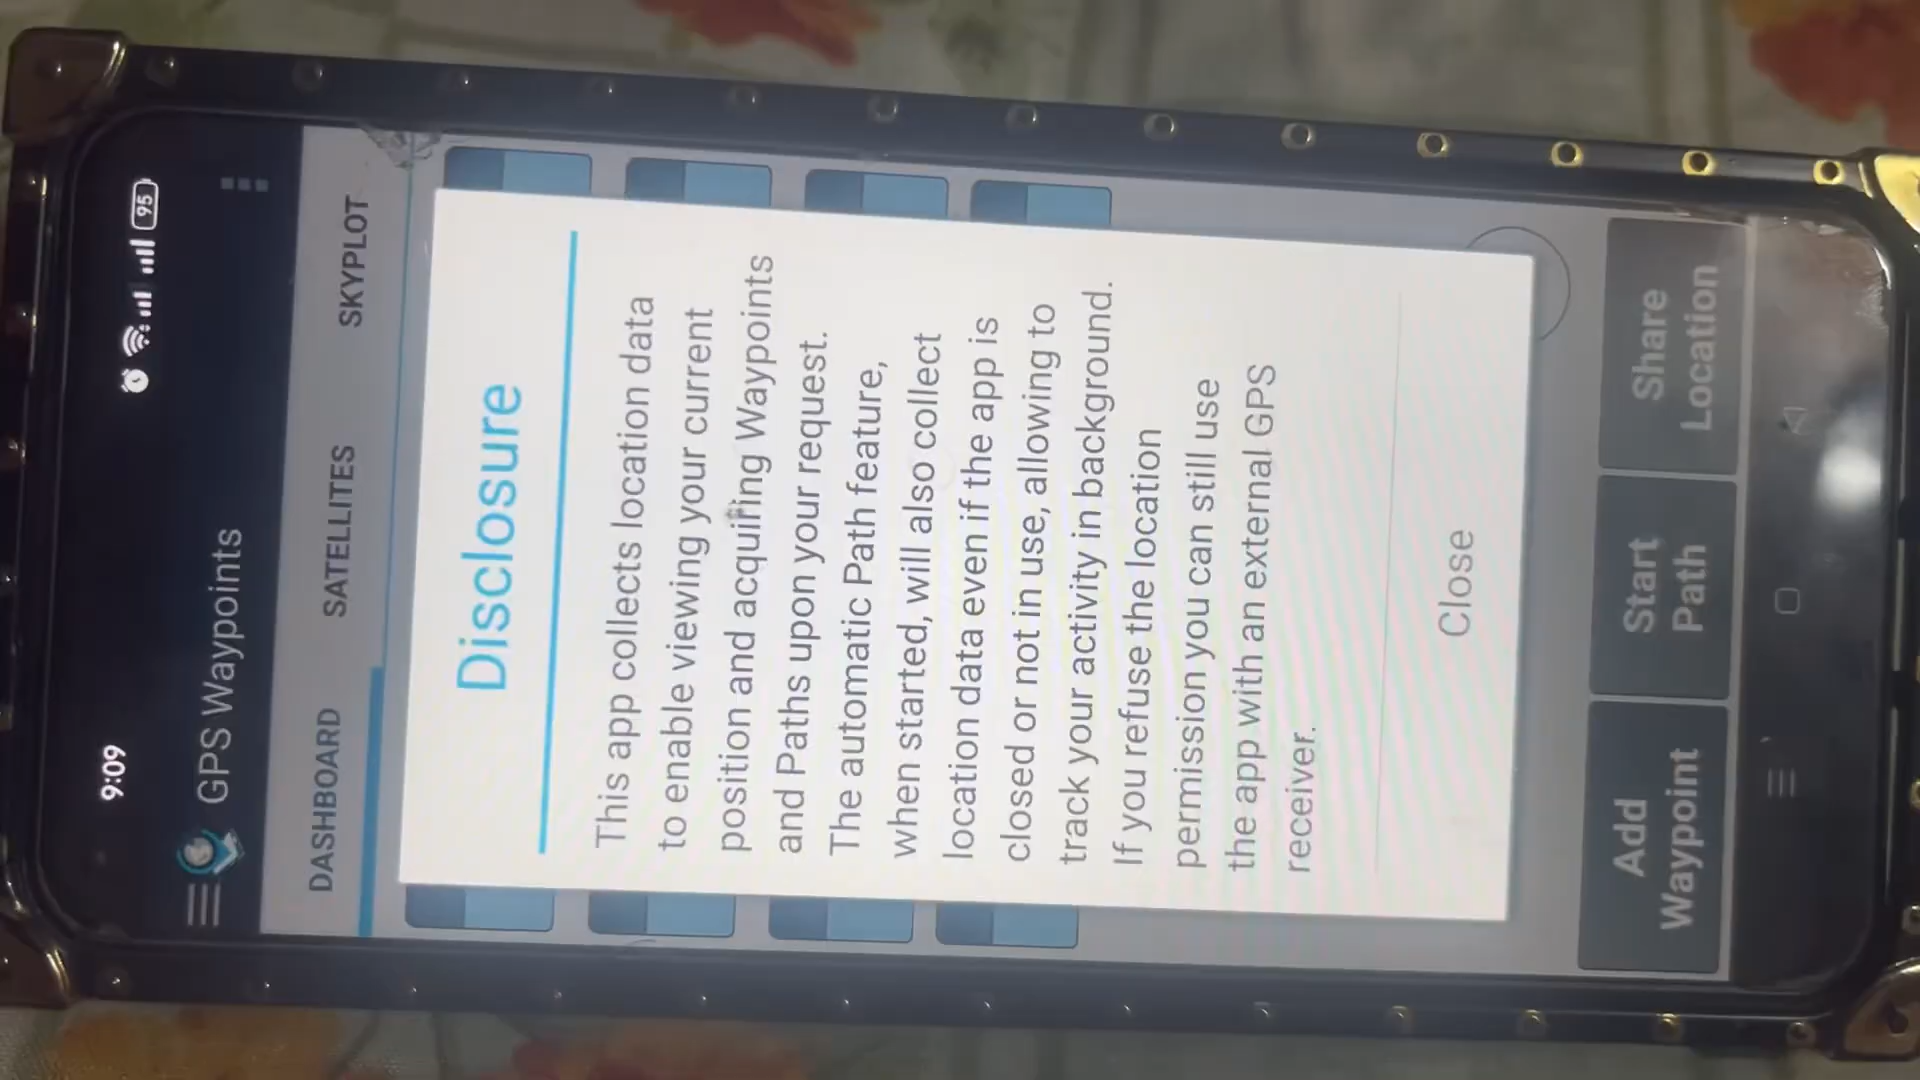 9:09
95
GPS Waypoints
DASHBOARD
SATELLITES
SKYPLOT
Disclosure
This app collects location data
to enable viewing your current
position and acquiring Waypoints
and Paths upon your request.
The automatic Path feature,
when started, will also collect
location data even if the app is
closed or not in use, allowing to
track your activity in background.
If you refuse the location
permission you can still use
the app with an external GPS
receiver.
Close
Add
Waypoint
Start
Path
Share
Location